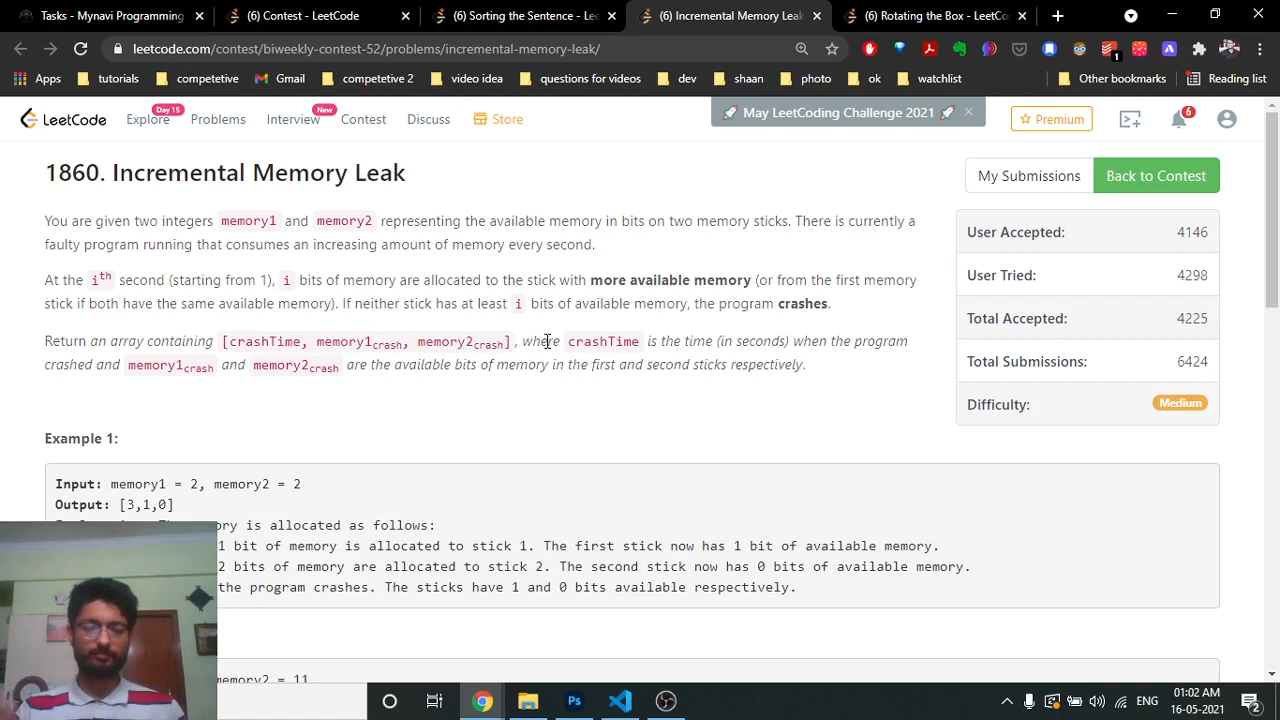 Tasks - Mynavi Programming
(6) Contest - LeetCode
(6) Sorting the Sentence - LeetC
(6) Incremental Memory Leak
(6) Rotating the Box - LeetCo
leetcode.com/contest/biweekly-contest-52/problems/incremental-memory-leak/
1
Apps
tutorials
competetive
Gmail
competetive 2
video idea
questions for videos
dev
shaan
photo
ok
watchlist
Other bookmarks
Reading list
LeetCode
Explore
Day 15
Problems
Interview
New
Contest
Discuss
Store
🚀 May LeetCoding Challenge 2021 🚀
Premium
6
1860. Incremental Memory Leak
My Submissions
Back to Contest
You are given two integers memory1 and memory2 representing the available memory in bits on two memory sticks. There is currently a
faulty program running that consumes an increasing amount of memory every second.
At the ith second (starting from 1), i bits of memory are allocated to the stick with more available memory (or from the first memory
stick if both have the same available memory). If neither stick has at least i bits of available memory, the program crashes.
Return an array containing [crashTime, memory1crash, memory2crash], where crashTime is the time (in seconds) when the program
crashed and memory1crash and memory2crash are the available bits of memory in the first and second sticks respectively.
User Accepted: 4146
User Tried: 4298
Total Accepted: 4225
Total Submissions: 6424
Difficulty: Medium
Example 1:
Input: memory1 = 2, memory2 = 2
Output: [3,1,0]
ory is allocated as follows:
1 bit of memory is allocated to stick 1. The first stick now has 1 bit of available memory.
2 bits of memory are allocated to stick 2. The second stick now has 0 bits of available memory.
the program crashes. The sticks have 1 and 0 bits available respectively.
memory2 = 11
ENG
01:02 AM
16-05-2021
2